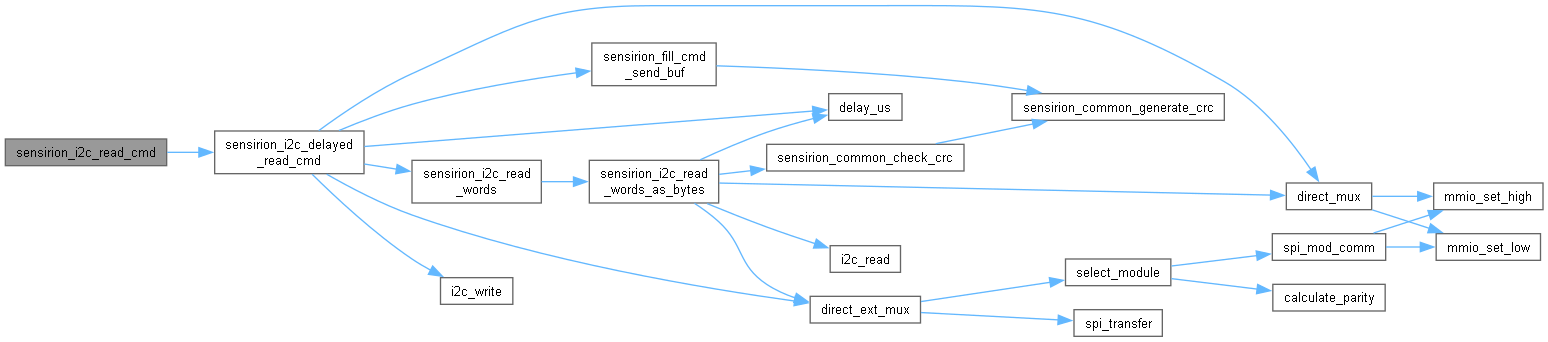 sensirion_i2c_read_cmd
sensirion_i2c_delayed
_read_cmd
sensirion_fill_cmd
_send_buf
delay_us
sensirion_i2c_read
_words
i2c_write
sensirion_i2c_read
_words_as_bytes
sensirion_common_check_crc
sensirion_common_generate_crc
i2c_read
direct_ext_mux
select_module
spi_transfer
direct_mux
spi_mod_comm
calculate_parity
mmio_set_high
mmio_set_low